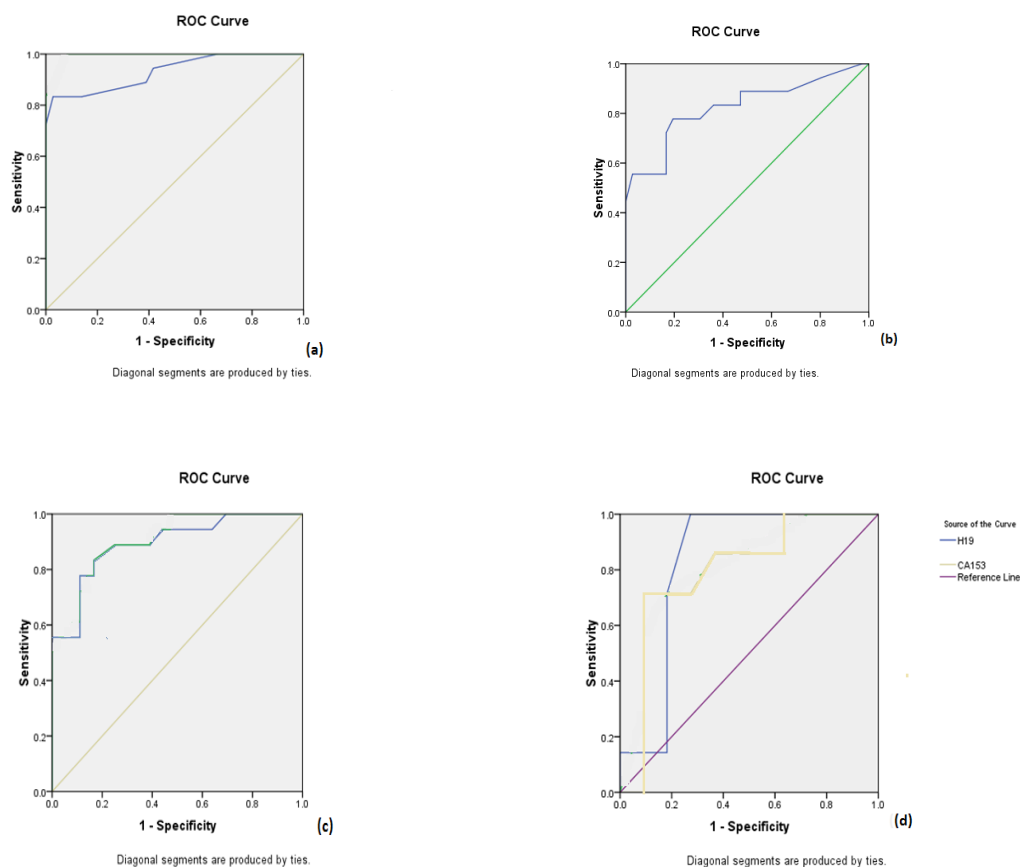 ROC Curve
1.0
0.8
0.6
0.4
0.2
0.0
Sensitivity
0.0 0.2 0.4 0.6 0.8 1.0
1 - Specificity
(a)
Diagonal segments are produced by ties.
ROC Curve
1.0
0.8
0.6
0.4
0.2
0.0
Sensitivity
0.0 0.2 0.4 0.6 0.8 1.0
1 - Specificity
(b)
Diagonal segments are produced by ties.
ROC Curve
1.0
0.8
0.6
0.4
0.2
0.0
Sensitivity
0.0 0.2 0.4 0.6 0.8 1.0
1 - Specificity
(c)
Diagonal segments are produced by ties.
ROC Curve
1.0
0.8
0.6
0.4
0.2
0.0
Sensitivity
0.0 0.2 0.4 0.6 0.8 1.0
1 - Specificity
(d)
Diagonal segments are produced by ties.
Source of the Curve
H19
CA153
Reference Line